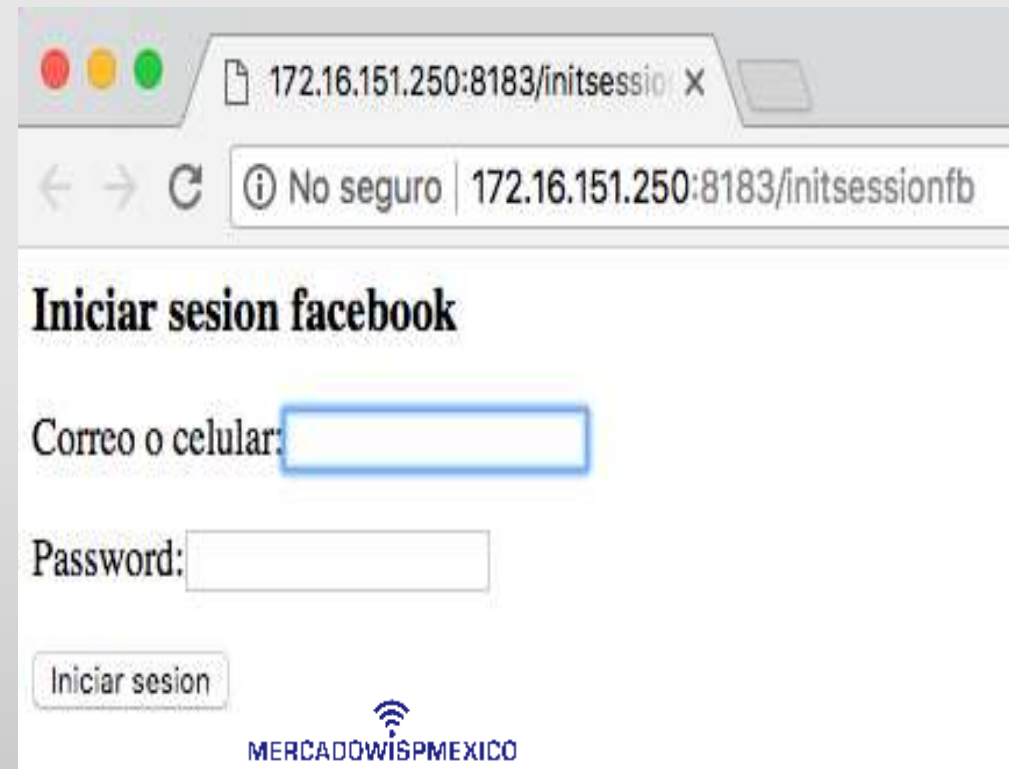 172.16.151.250:8183/initsessio
No seguro | 172.16.151.250:8183/initsessionfb
Iniciar sesion facebook
Correo o celular:
Password:
Iniciar sesion
MERCADOWISPMEXICO